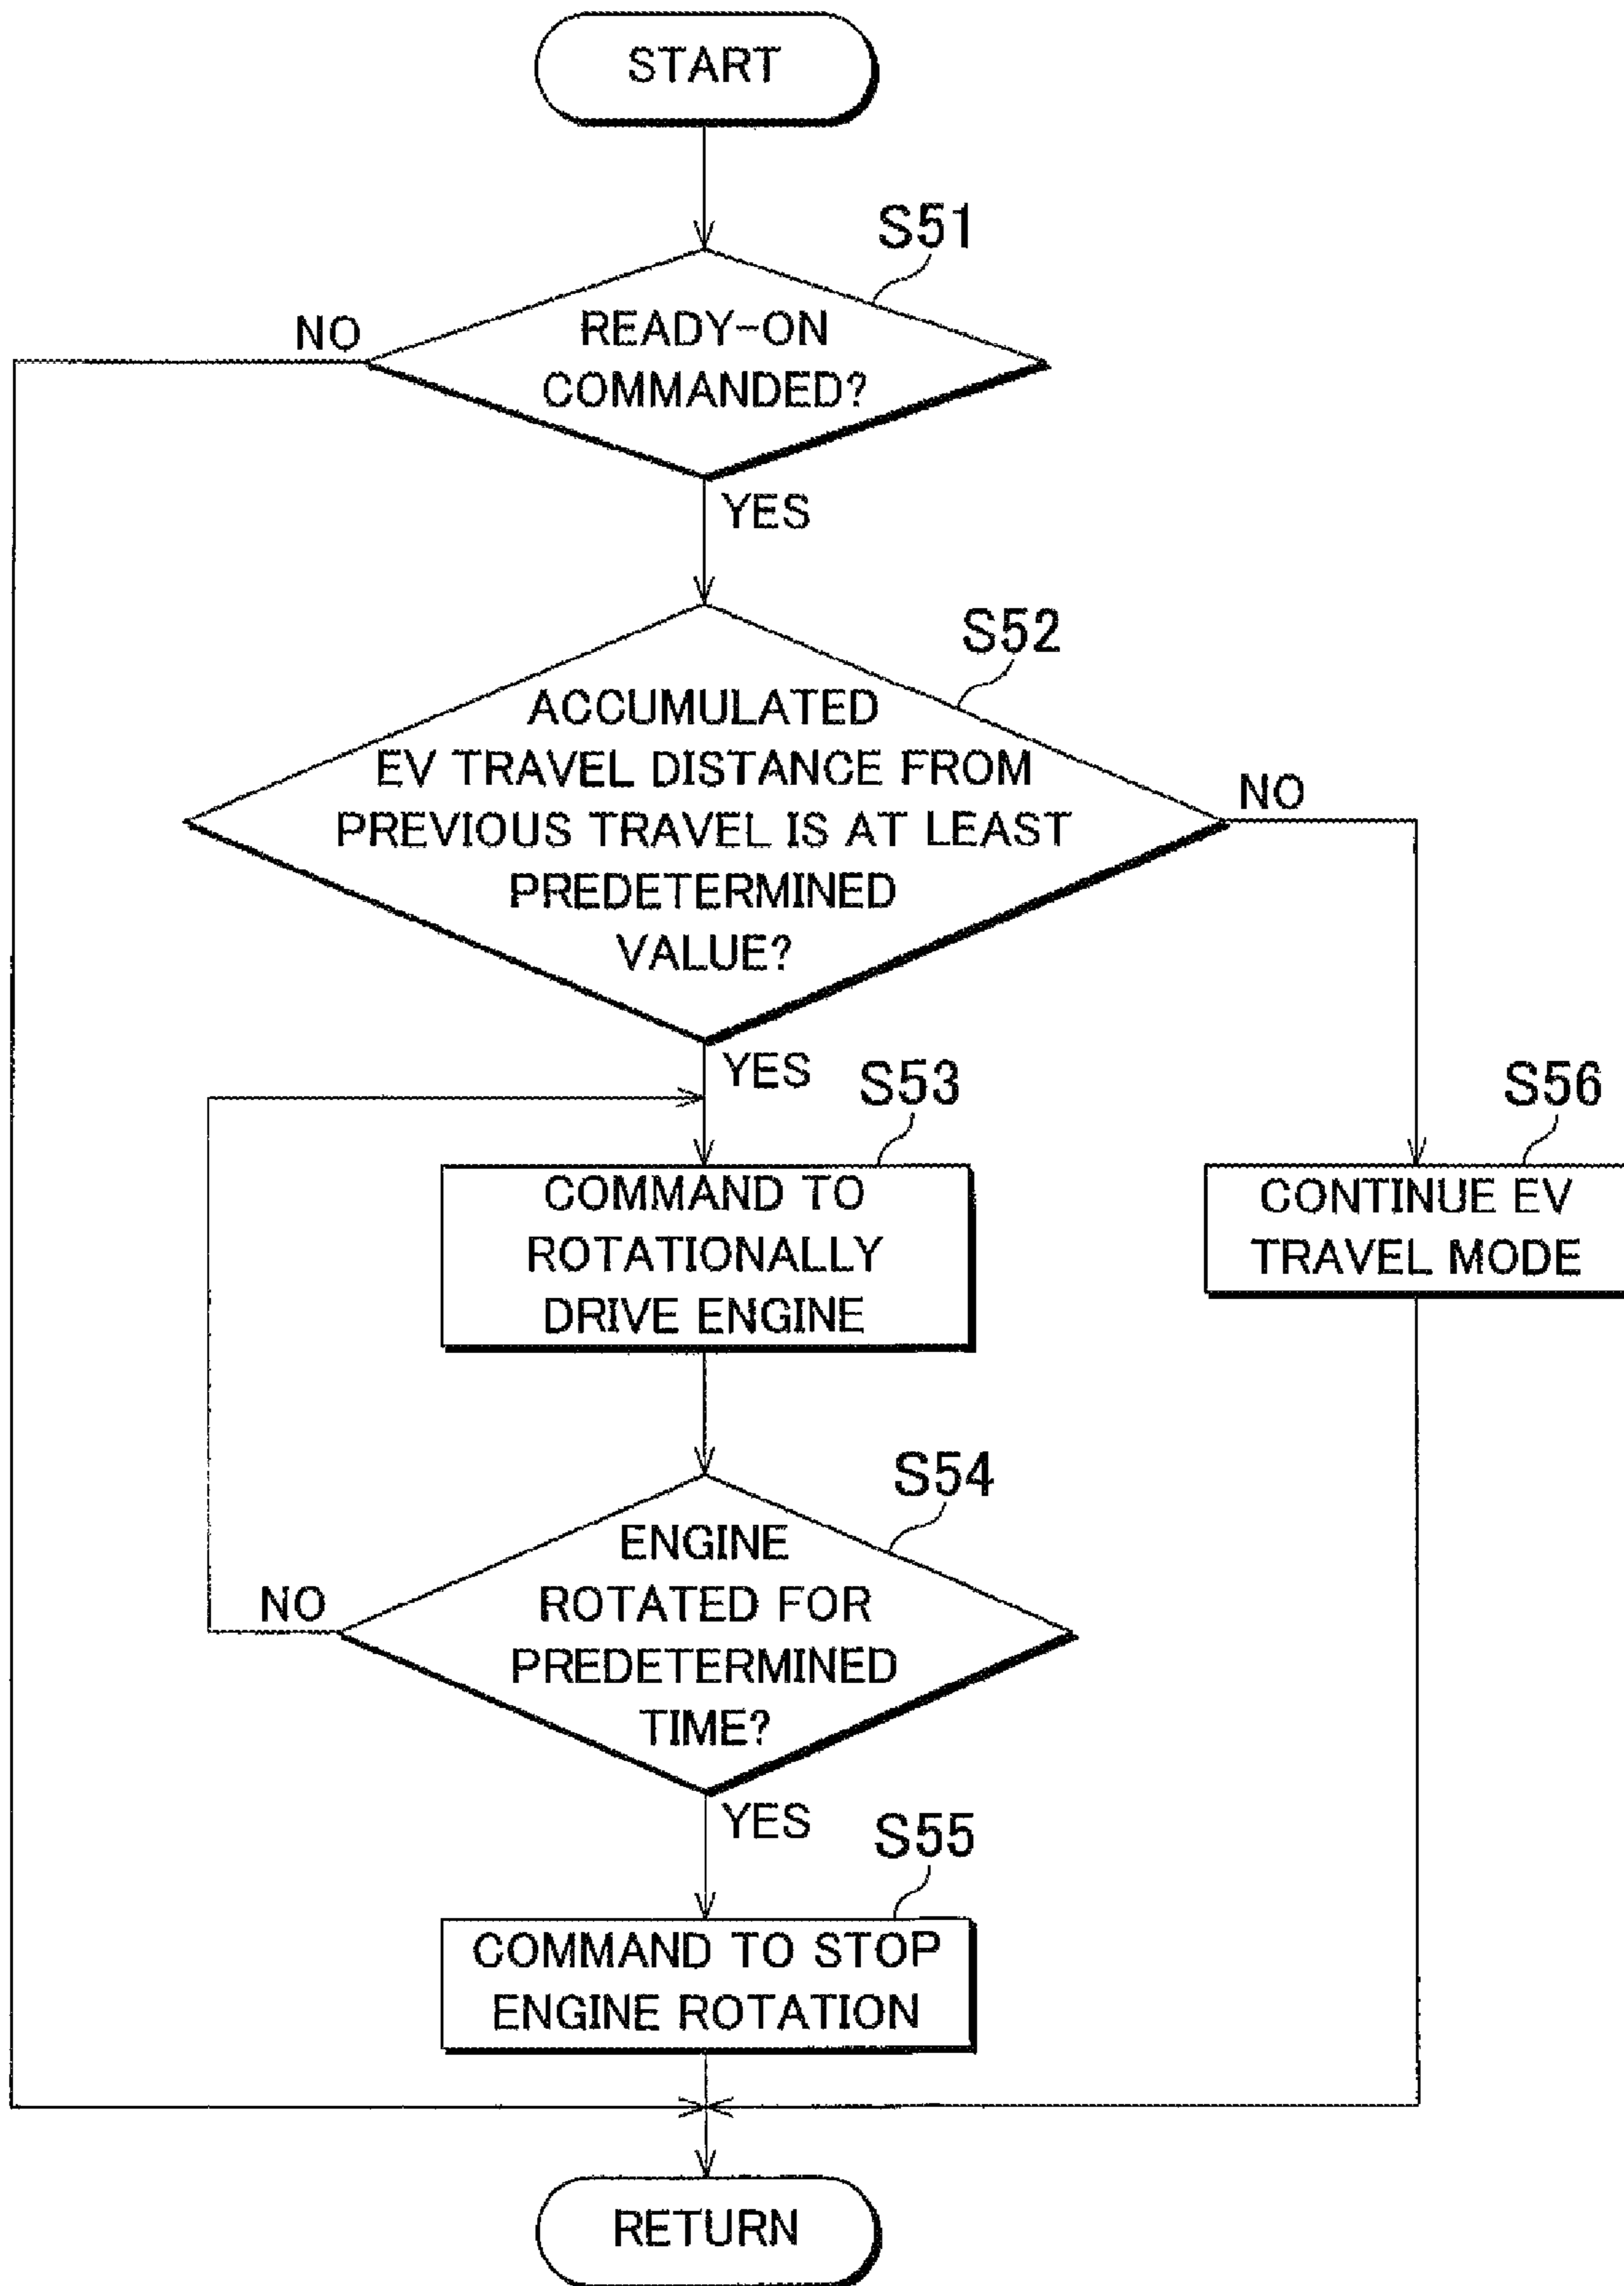 START
S51
NO
READY-ON
COMMANDED?
YES
S52
ACCUMULATED
EV TRAVEL DISTANCE FROM
PREVIOUS TRAVEL IS AT LEAST
PREDETERMINED
VALUE?
NO
YES
S53
COMMAND TO
ROTATIONALLY
DRIVE ENGINE
S56
CONTINUE EV
TRAVEL MODE
S54
ENGINE
ROTATED FOR
PREDETERMINED
TIME?
NO
YES
S55
COMMAND TO STOP
ENGINE ROTATION
RETURN